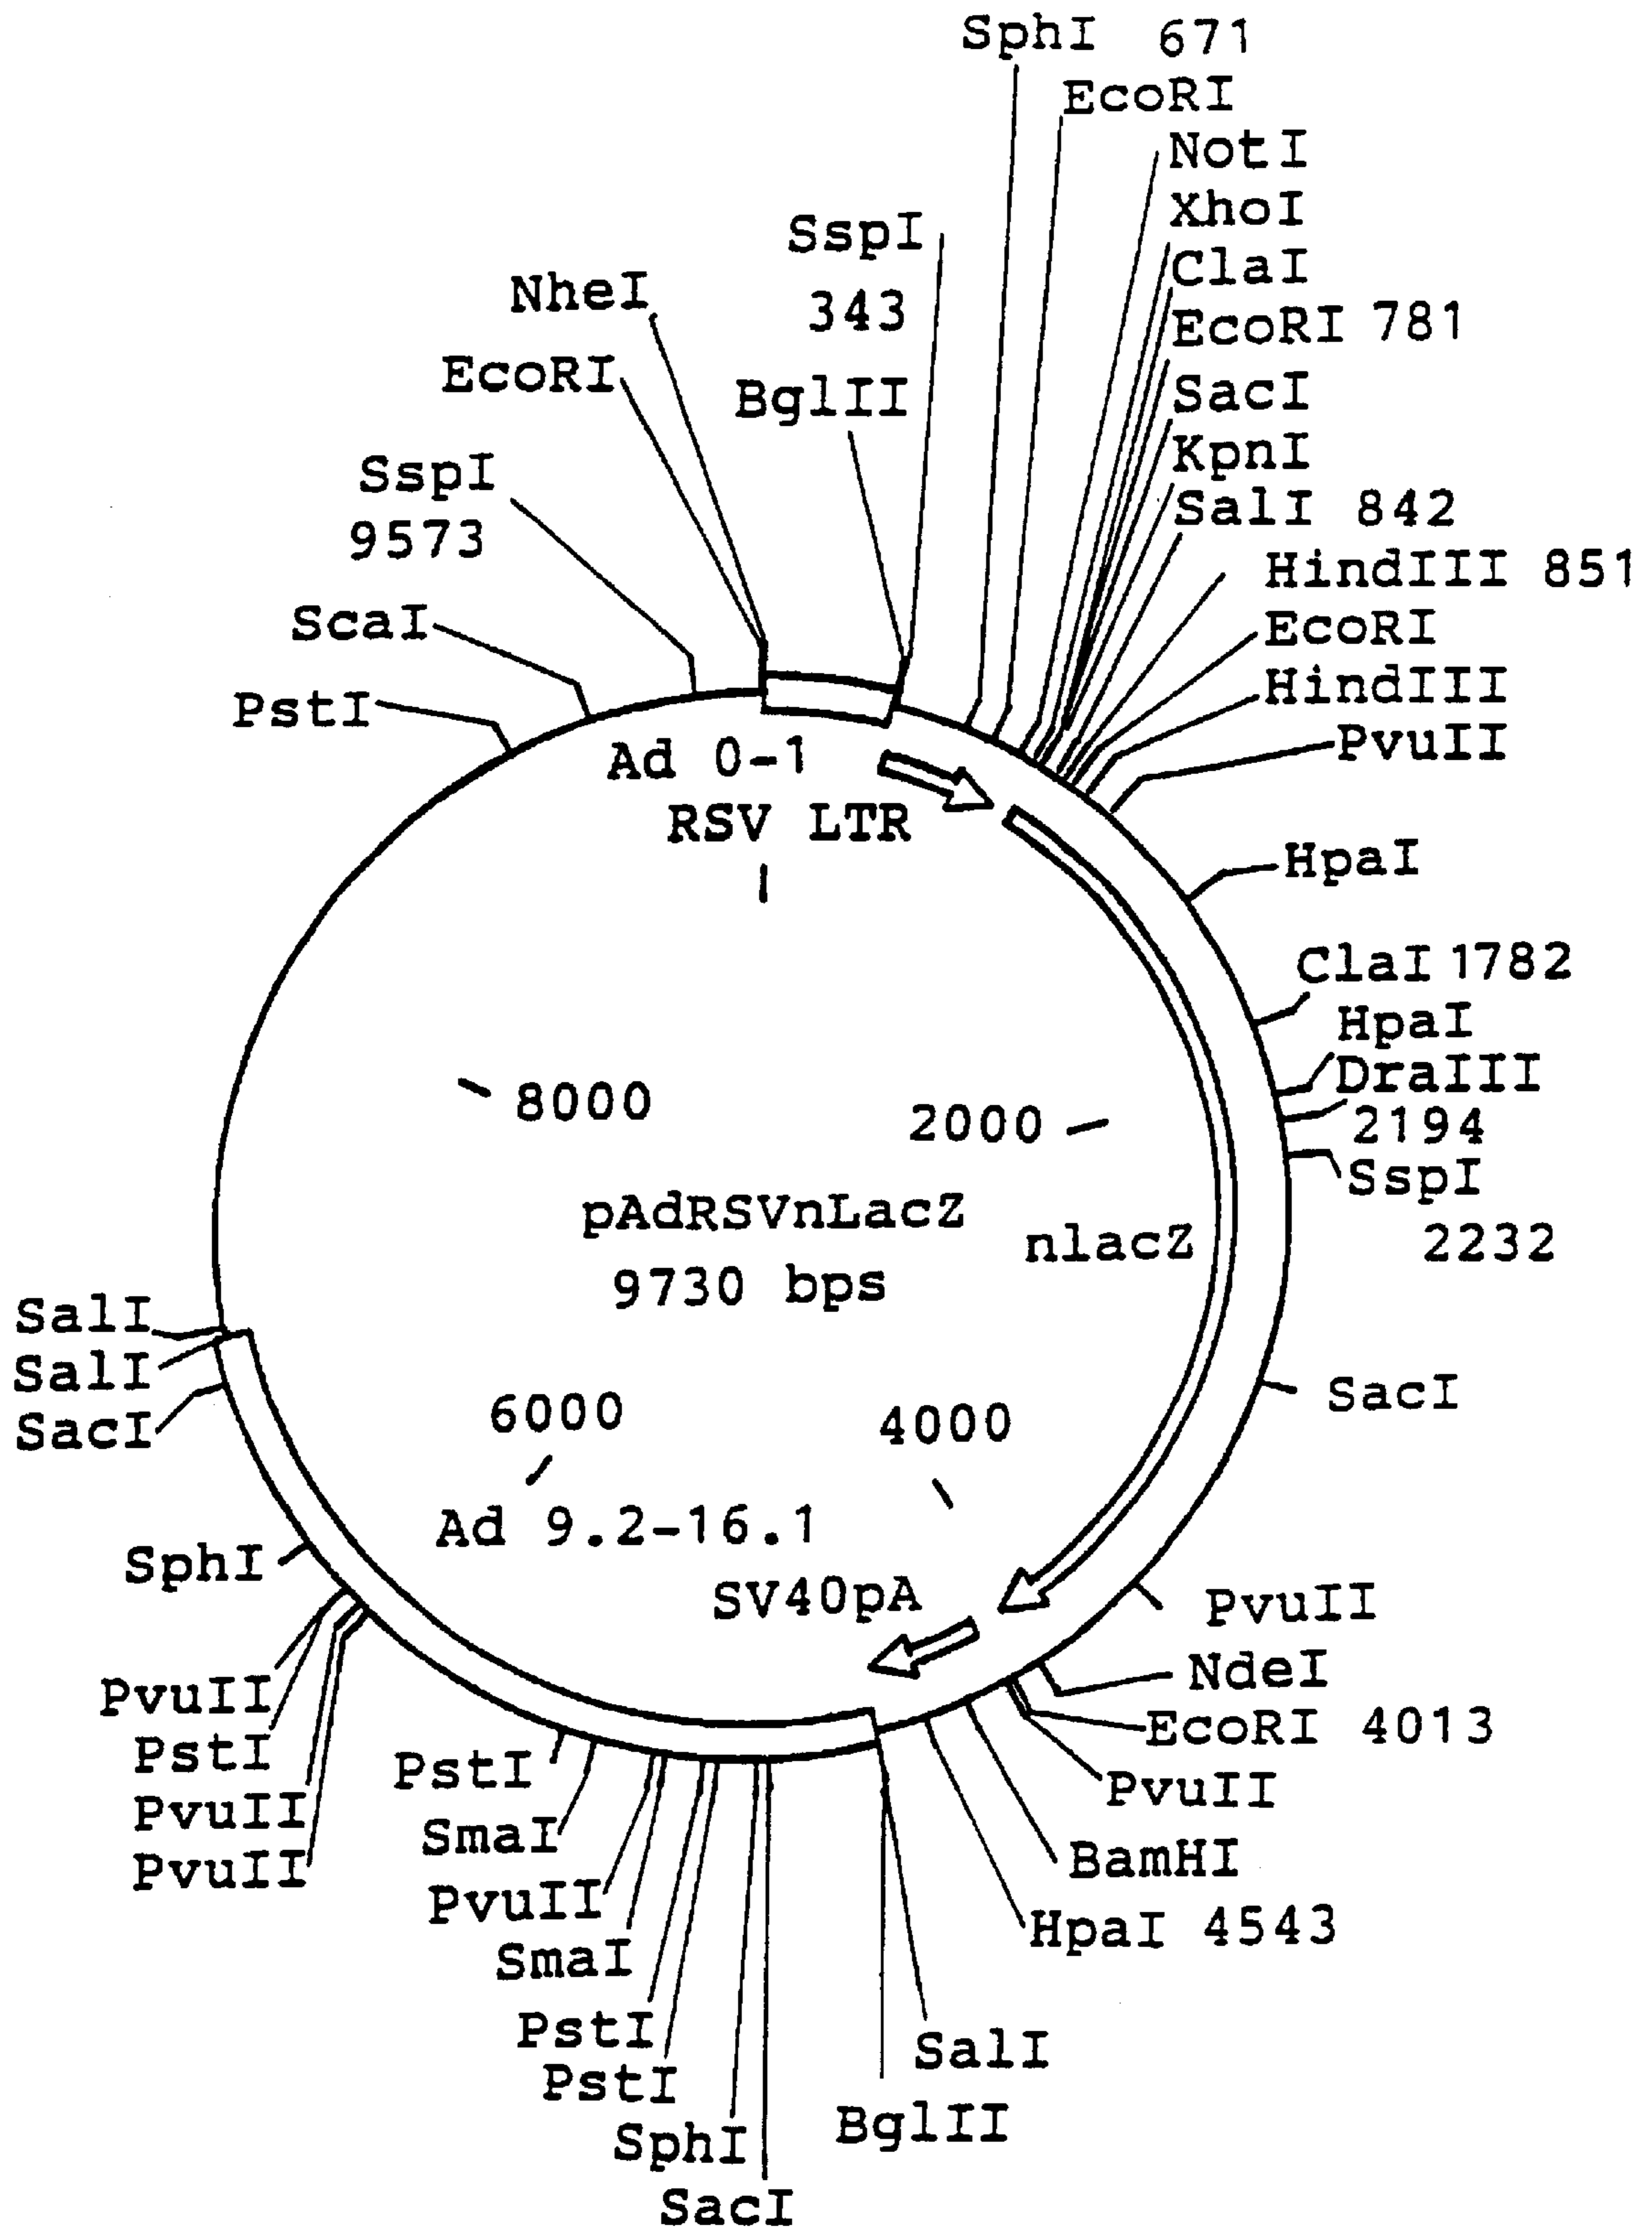 SphI 671
EcoRI
NotI
XhoI
ClaI
EcoRI 781
SacI
KpnI
SalI 842
HindIII 851
EcoRI
HindIII
PvuII
HpaI
ClaI 1782
HpaI
DraIII
2194
SspI
2232
SacI
PvuII
NdeI
EcoRI 4013
PvuII
BamHI
HpaI 4543
SalI
BglII
SacI
SphI
PstI
PstI
SmaI
PvuII
SmaI
PstI
PvuII
PvuII
PstI
PvuII
SphI
SacI
SalI
SalI
PstI
ScaI
SspI
9573
EcoRI
NheI
BglII
SspI
343
Ad 0-1
RSV LTR
8000
2000
pAdRSVnLacZ
9730 bps
nlacZ
6000
4000
Ad 9.2-16.1
SV40pA